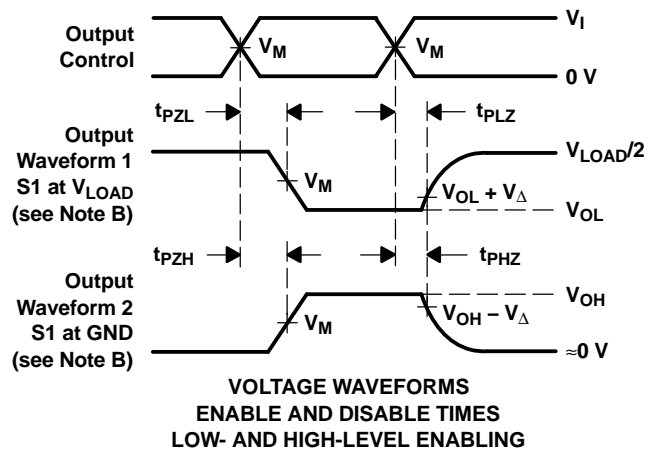 Output
Control
V_M
V_M
V_I
0 V
t_PZL
t_PLZ
Output
Waveform 1
S1 at V_LOAD
(see Note B)
V_M
V_LOAD/2
V_OL + V_Δ
V_OL
t_PZH
t_PHZ
Output
Waveform 2
S1 at GND
(see Note B)
V_M
V_OH
V_OH – V_Δ
≈0 V
VOLTAGE WAVEFORMS
ENABLE AND DISABLE TIMES
LOW- AND HIGH-LEVEL ENABLING